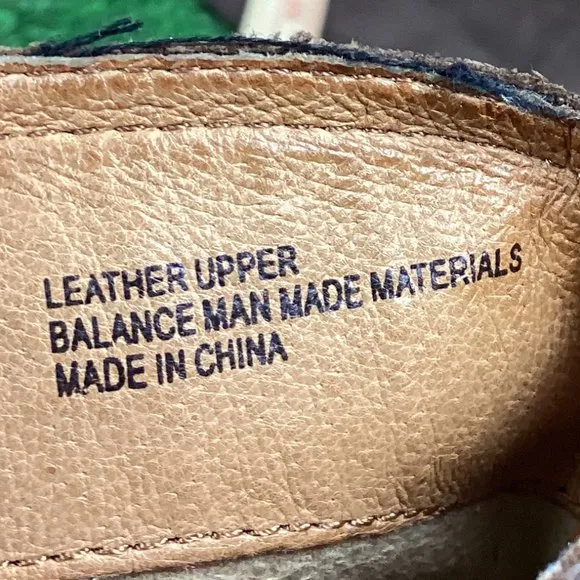 LEATHER UPPER
BALANCE MAN MADE MATERIALS
MADE IN CHINA